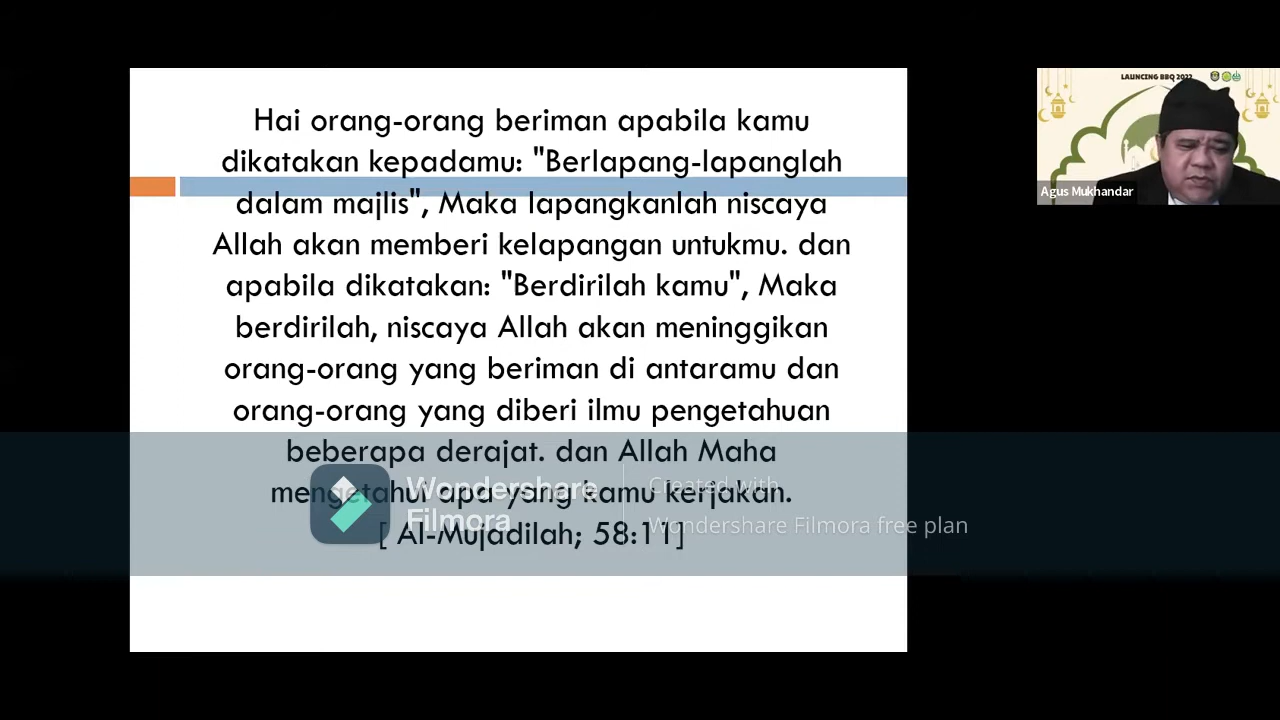 Hai orang-orang beriman apabila kamu
dikatakan kepadamu: "Berlapang-lapanglah
dalam majlis", Maka lapangkanlah niscaya
Allah akan memberi kelapangan untukmu. dan
apabila dikatakan: "Berdirilah kamu", Maka
berdirilah, niscaya Allah akan meninggikan
orang-orang yang beriman di antaramu dan
orang-orang yang diberi ilmu pengetahuan
beberapa derajat. dan Allah Maha
mengetahui apa yang kamu kerjakan.
[ Al-Mujadilah; 58:11]
Wondershare
Filmora
Created with
Wondershare Filmora free plan
LAUNCING BBQ 2022
Agus Mukhandar